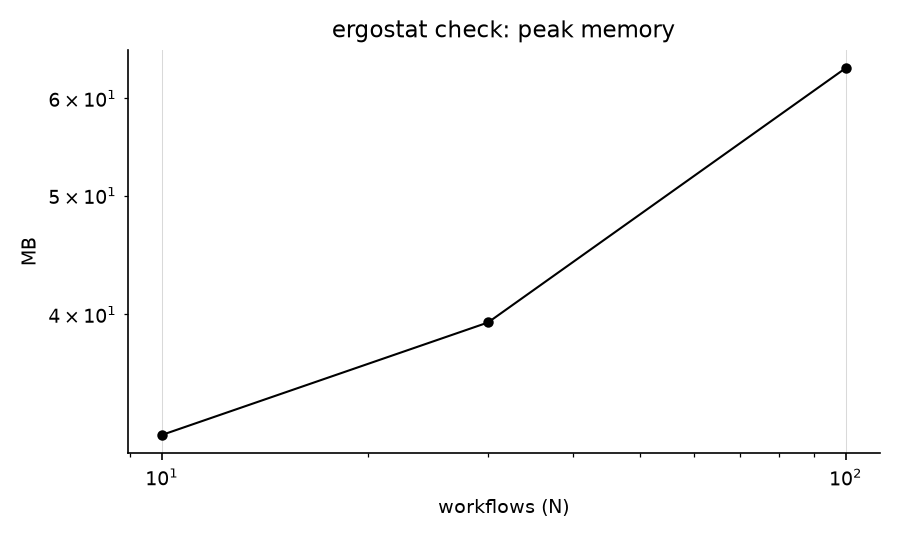 ergostat check: peak memory
6 × 10¹
5 × 10¹
4 × 10¹
MB
10¹
10²
workflows (N)